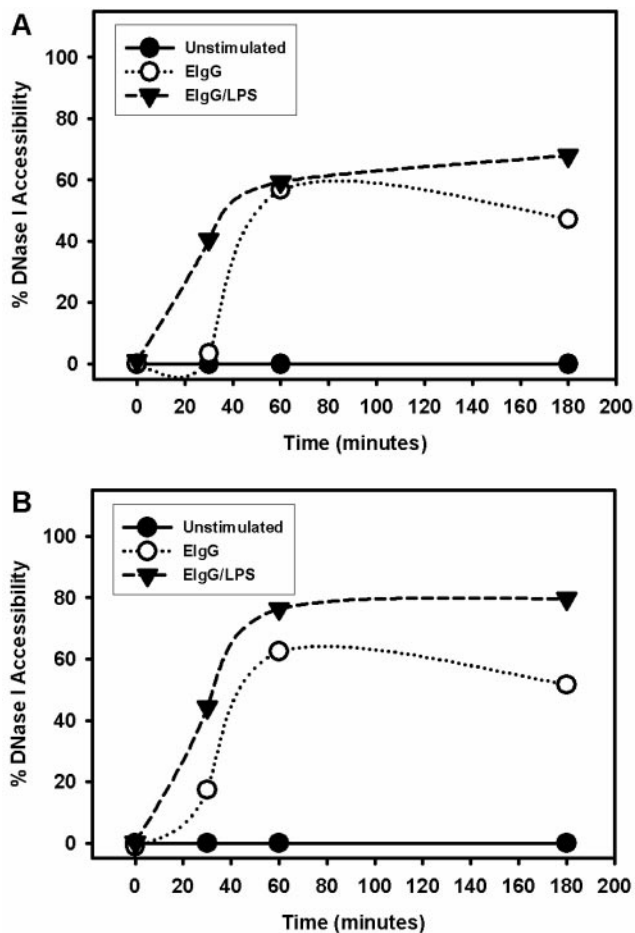 A
Unstimulated
EIgG
EIgG/LPS
% DNase I Accessibility
100
80
60
40
20
0
0 20 40 60 80 100 120 140 160 180 200
Time (minutes)
B
Unstimulated
EIgG
EIgG/LPS
% DNase I Accessibility
100
80
60
40
20
0
0 20 40 60 80 100 120 140 160 180 200
Time (minutes)